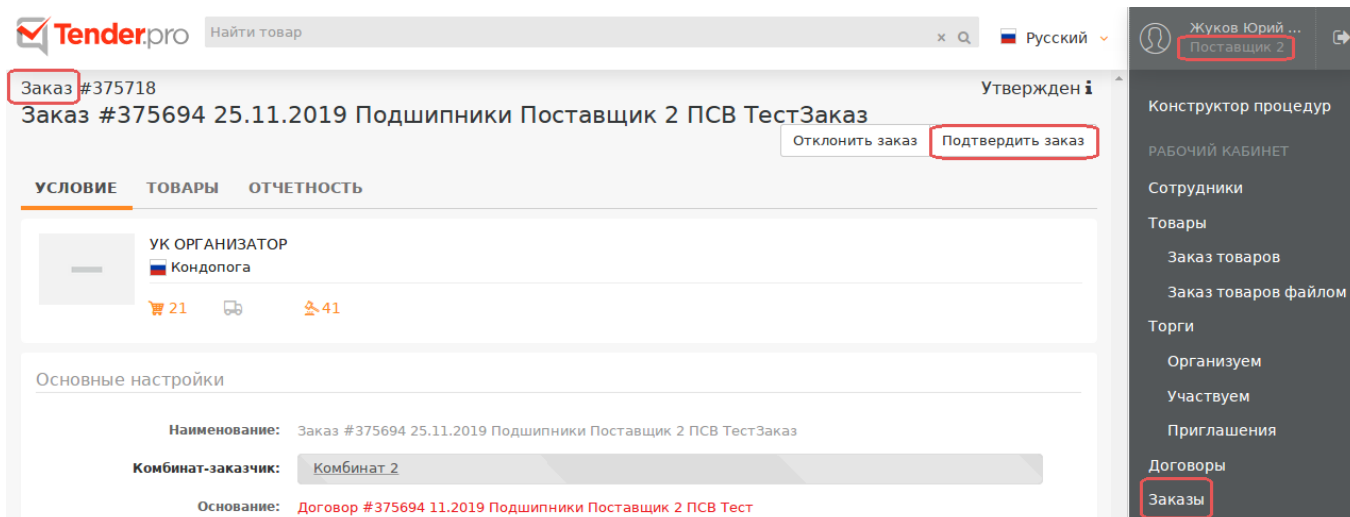 Tenderpro
Найти товар
x
Русский
Жуков Юрий ...
Поставщик 2
Заказ #375718
Утвержден i
Заказ #375694 25.11.2019 Подшипники Поставщик 2 ПСВ ТестЗаказ
Отклонить заказ
Подтвердить заказ
УСЛОВИЕ ТОВАРЫ ОТЧЕТНОСТЬ
УК ОРГАНИЗАТОР
Кондопога
21 41
Основные настройки
Наименование: Заказ #375694 25.11.2019 Подшипники Поставщик 2 ПСВ ТестЗаказ
Комбинат-заказчик: Комбинат 2
Основание: Договор #375694 11.2019 Подшипники Поставщик 2 ПСВ Тест
Конструктор процедур
РАБОЧИЙ КАБИНЕТ
Сотрудники
Товары
Заказ товаров
Заказ товаров файлом
Торги
Организуем
Участвуем
Приглашения
Договоры
Заказы